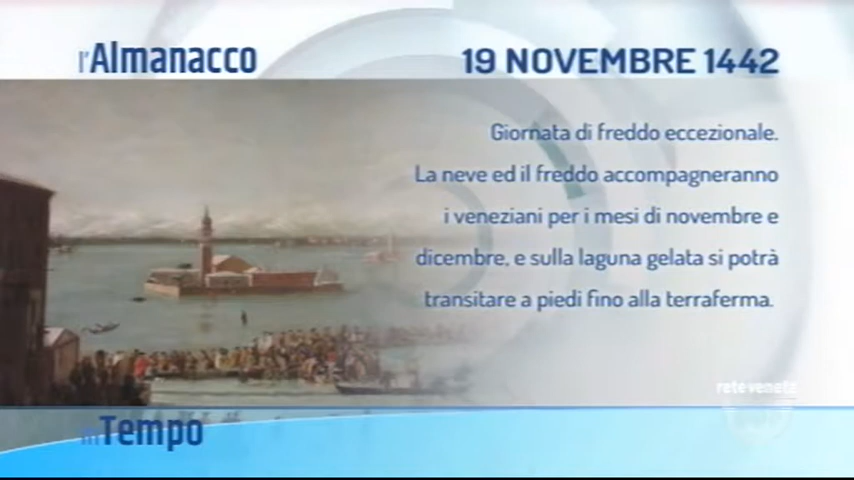 l'Almanacco
19 NOVEMBRE 1442
Giornata di freddo eccezionale.
La neve ed il freddo accompagneranno
i veneziani per i mesi di novembre e
dicembre, e sulla laguna gelata si potrà
transitare a piedi fino alla terraferma.
rete veneta
inTempo